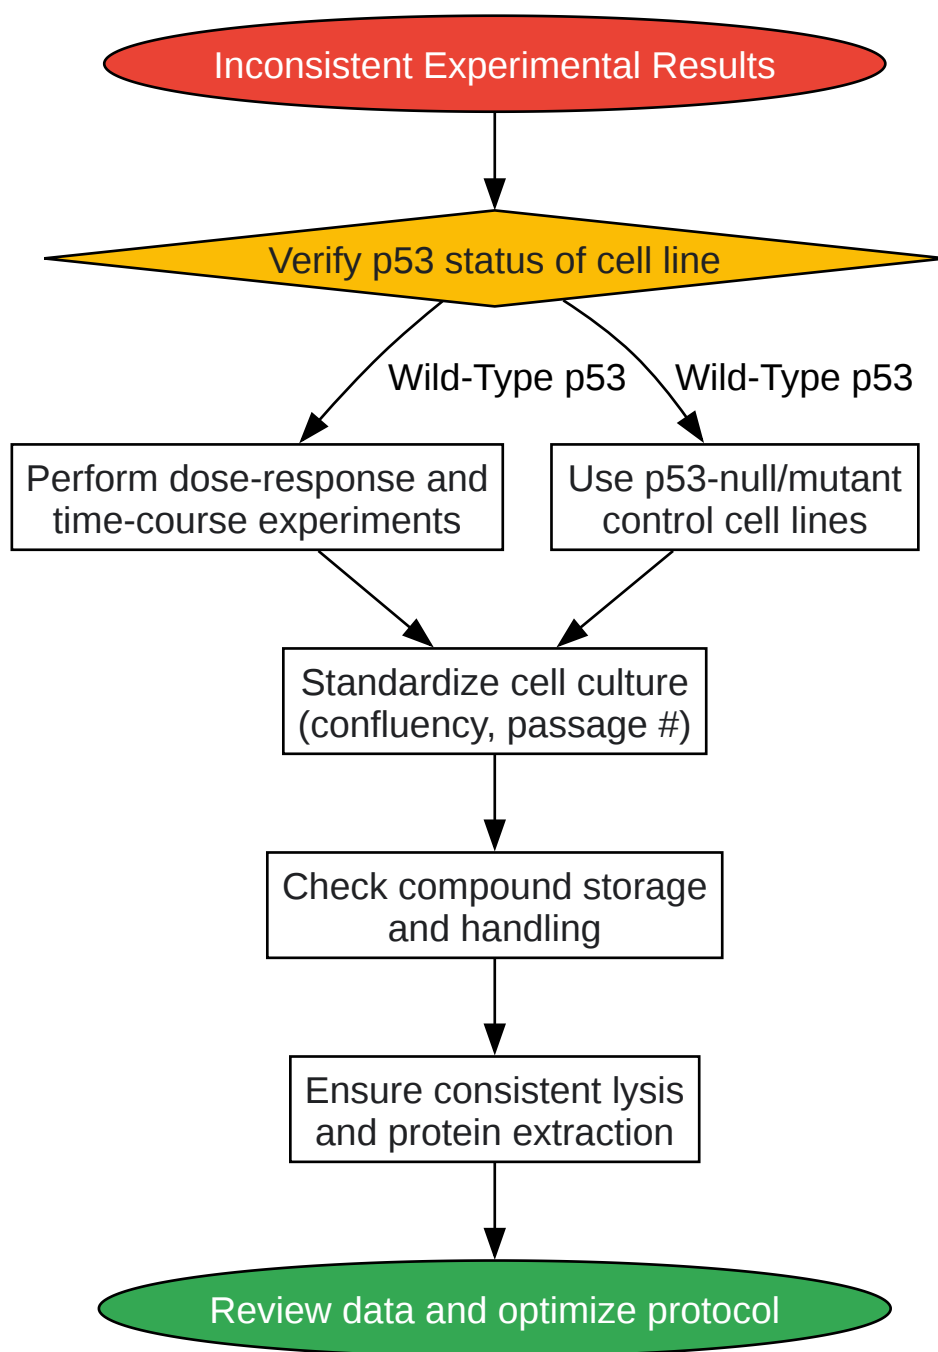 Inconsistent Experimental Results
Verify p53 status of cell line
Wild-Type p53
Wild-Type p53
Perform dose-response and
time-course experiments
Use p53-null/mutant
control cell lines
Standardize cell culture
(confluency, passage #)
Check compound storage
and handling
Ensure consistent lysis
and protein extraction
Review data and optimize protocol